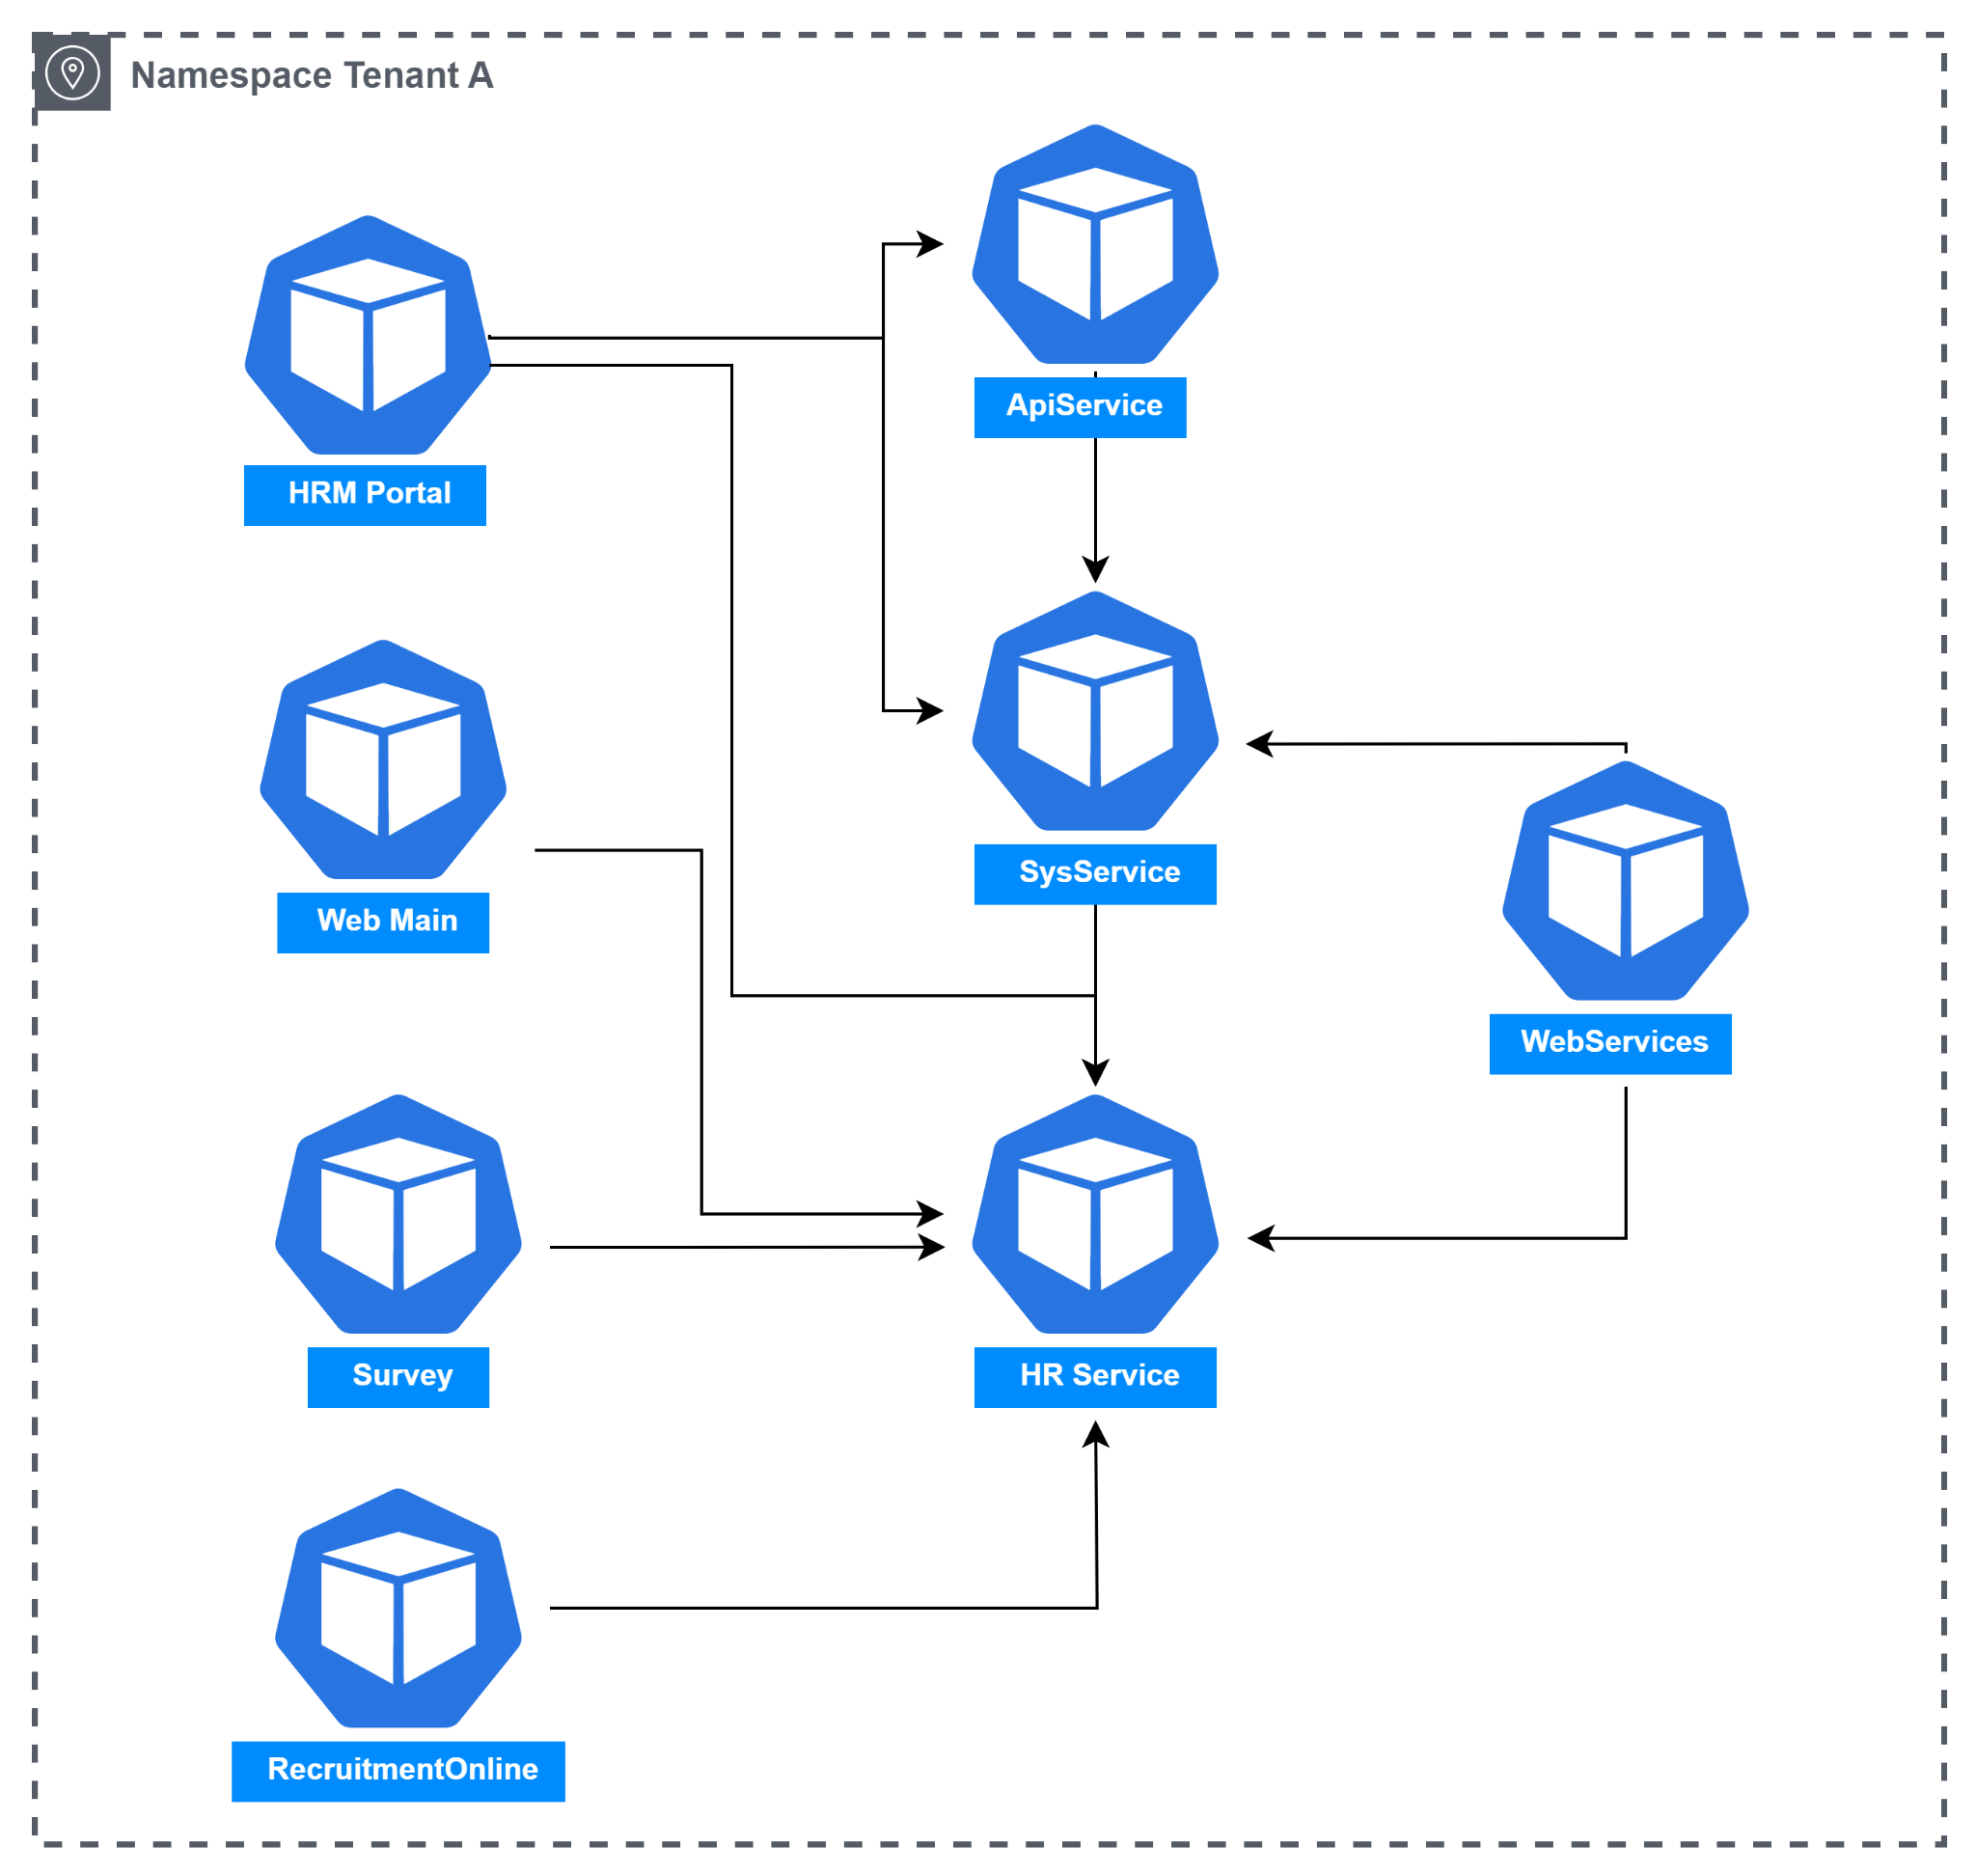 Namespace Tenant A
ApiService
HRM Portal
SysService
Web Main
WebServices
Survey
HR Service
RecruitmentOnline